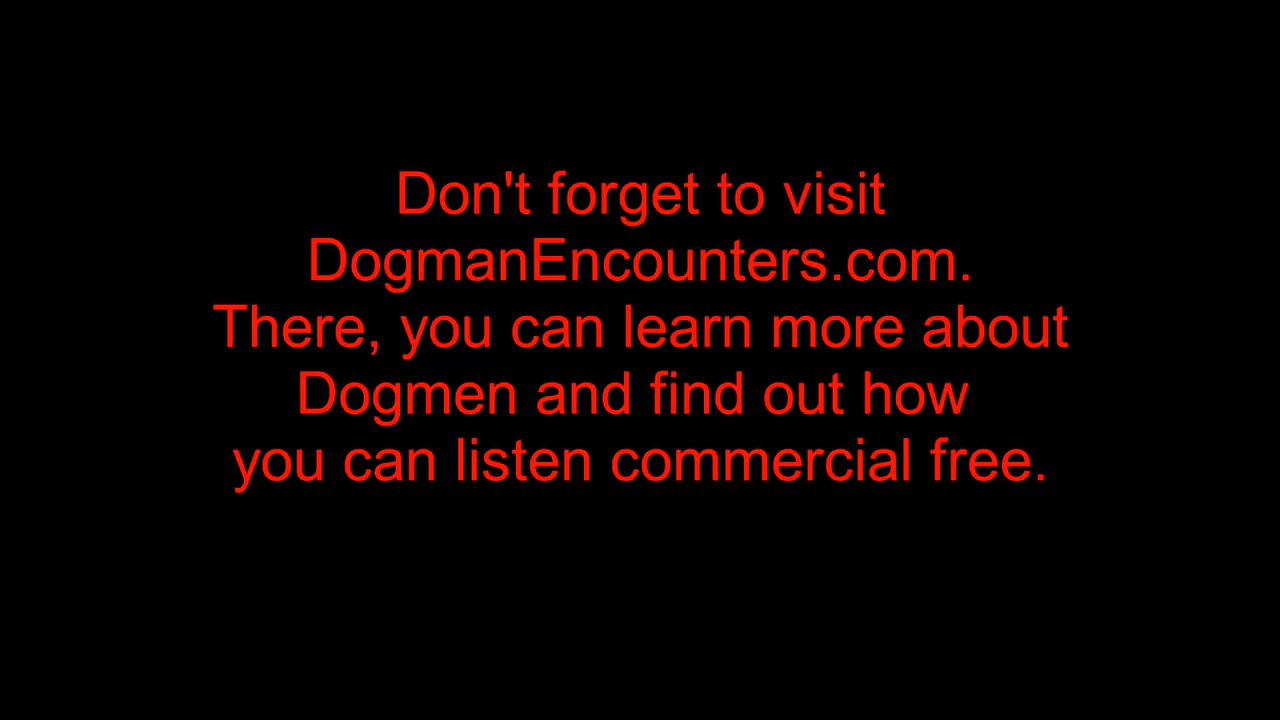 Don't forget to visit
DogmanEncounters.com.
There, you can learn more about
Dogmen and find out how
you can listen commercial free.